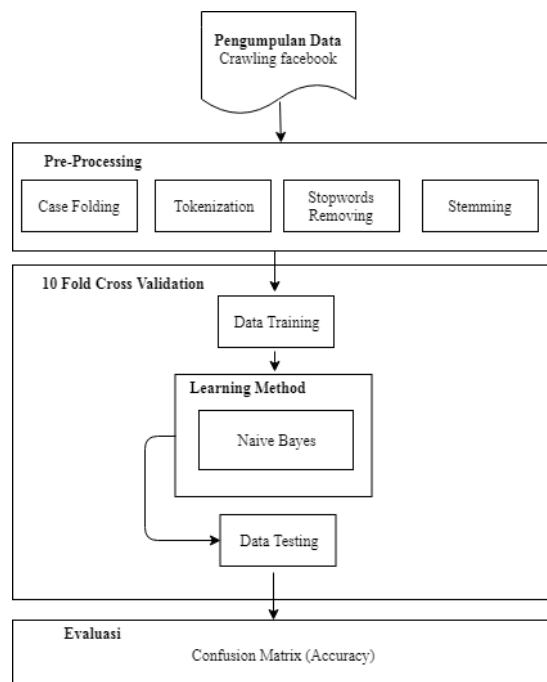 Pengumpulan Data
Crawling facebook
Pre-Processing
Case Folding
Tokenization
Stopwords
Removing
Stemming
10 Fold Cross Validation
Data Training
Learning Method
Naive Bayes
Data Testing
Evaluasi
Confusion Matrix (Accuracy)